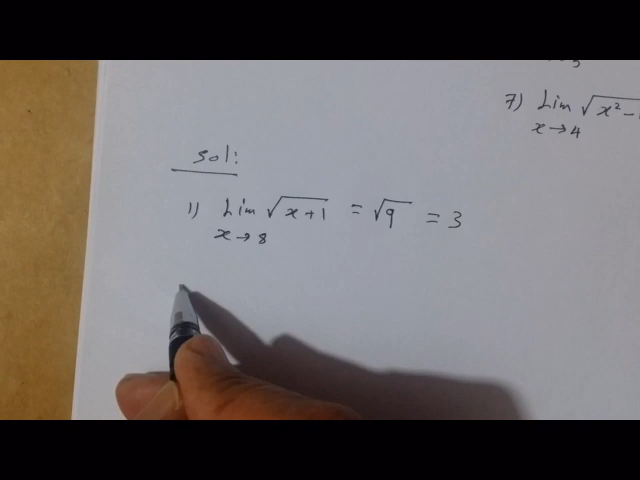 7) Lim √x²-
x→4
sol:
1) Lim √x+1 = √9 = 3
x→8